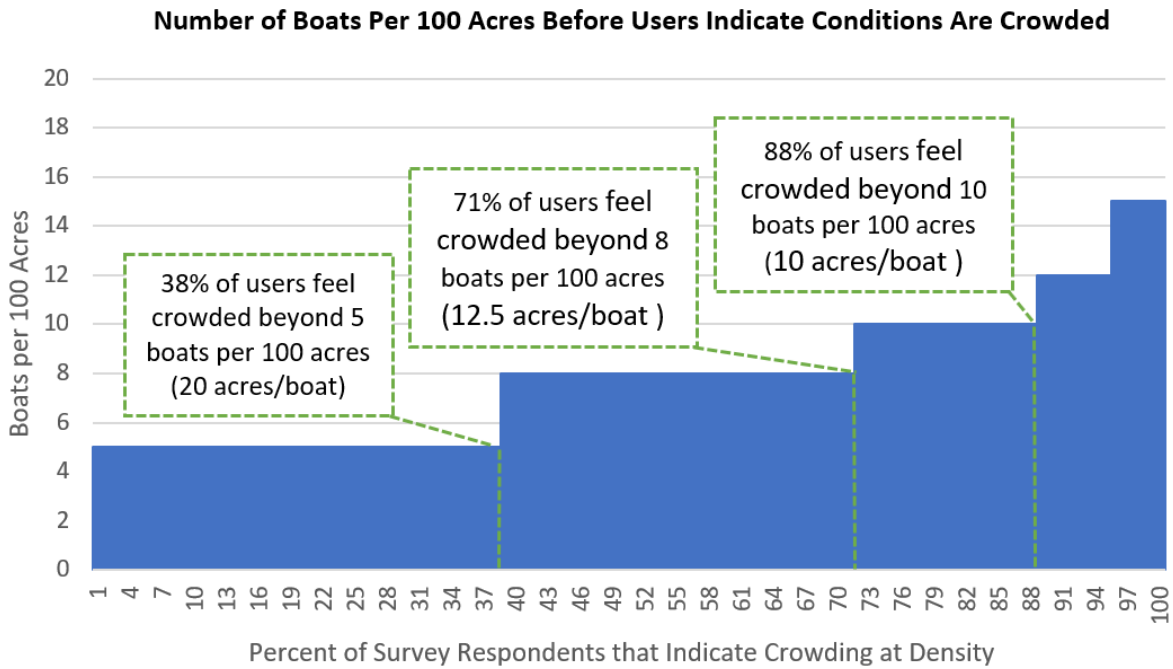 Number of Boats Per 100 Acres Before Users Indicate Conditions Are Crowded
20
18
16
14
12
10
8
6
4
2
0
Boats per 100 Acres
38% of users feel
crowded beyond 5
boats per 100 acres
(20 acres/boat)
71% of users feel
crowded beyond 8
boats per 100 acres
(12.5 acres/boat )
88% of users feel
crowded beyond 10
boats per 100 acres
(10 acres/boat )
1 4 7 10 13 16 19 22 25 28 31 34 37 40 43 46 49 52 55 58 61 64 67 70 73 76 79 82 85 88 91 94 97 100
Percent of Survey Respondents that Indicate Crowding at Density